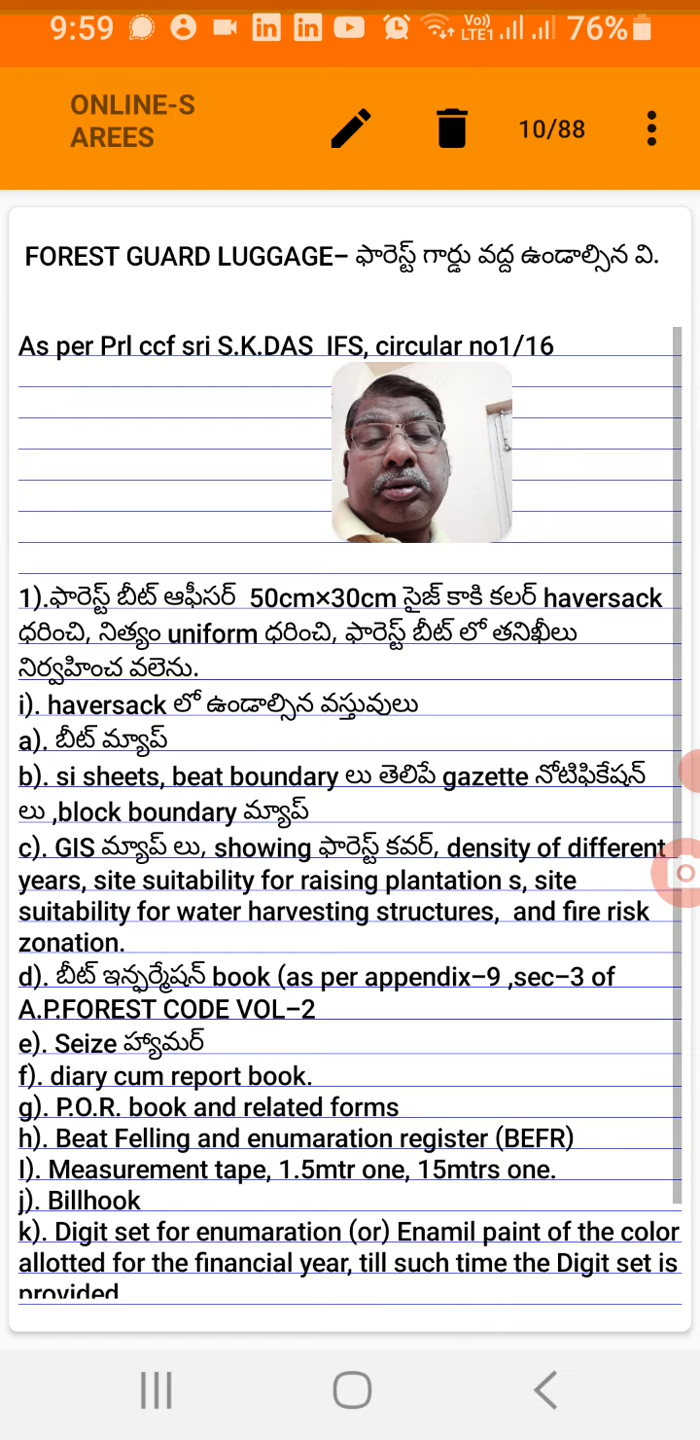 9:59 Vo)) LTE1 76%
ONLINE-S
AREES
10/88
FOREST GUARD LUGGAGE– ఫారెస్ట్ గార్డు వద్ద ఉండాల్సిన వి.
As per Prl ccf sri S.K.DAS IFS, circular no1/16
1).ఫారెస్ట్ బీట్ ఆఫీసర్ 50cm×30cm సైజ్ కాకి కలర్ haversack
ధరించి, నిత్యం uniform ధరించి, ఫారెస్ట్ బీట్ లో తనిఖీలు
నిర్వహించ వలెను.
i). haversack లో ఉండాల్సిన వస్తువులు
a). బీట్ మ్యాప్
b). si sheets, beat boundary లు తెలిపే gazette నోటిఫికేషన్
లు ,block boundary మ్యాప్
c). GIS మ్యాప్ లు, showing ఫారెస్ట్ కవర్, density of different
years, site suitability for raising plantation s, site
suitability for water harvesting structures, and fire risk
zonation.
d). బీట్ ఇన్ఫర్మేషన్ book (as per appendix–9 ,sec–3 of
A.P.FOREST CODE VOL–2
e). Seize హ్యామర్
f). diary cum report book.
g). P.O.R. book and related forms
h). Beat Felling and enumaration register (BEFR)
I). Measurement tape, 1.5mtr one, 15mtrs one.
j). Billhook
k). Digit set for enumaration (or) Enamil paint of the color
allotted for the financial year, till such time the Digit set is
provided